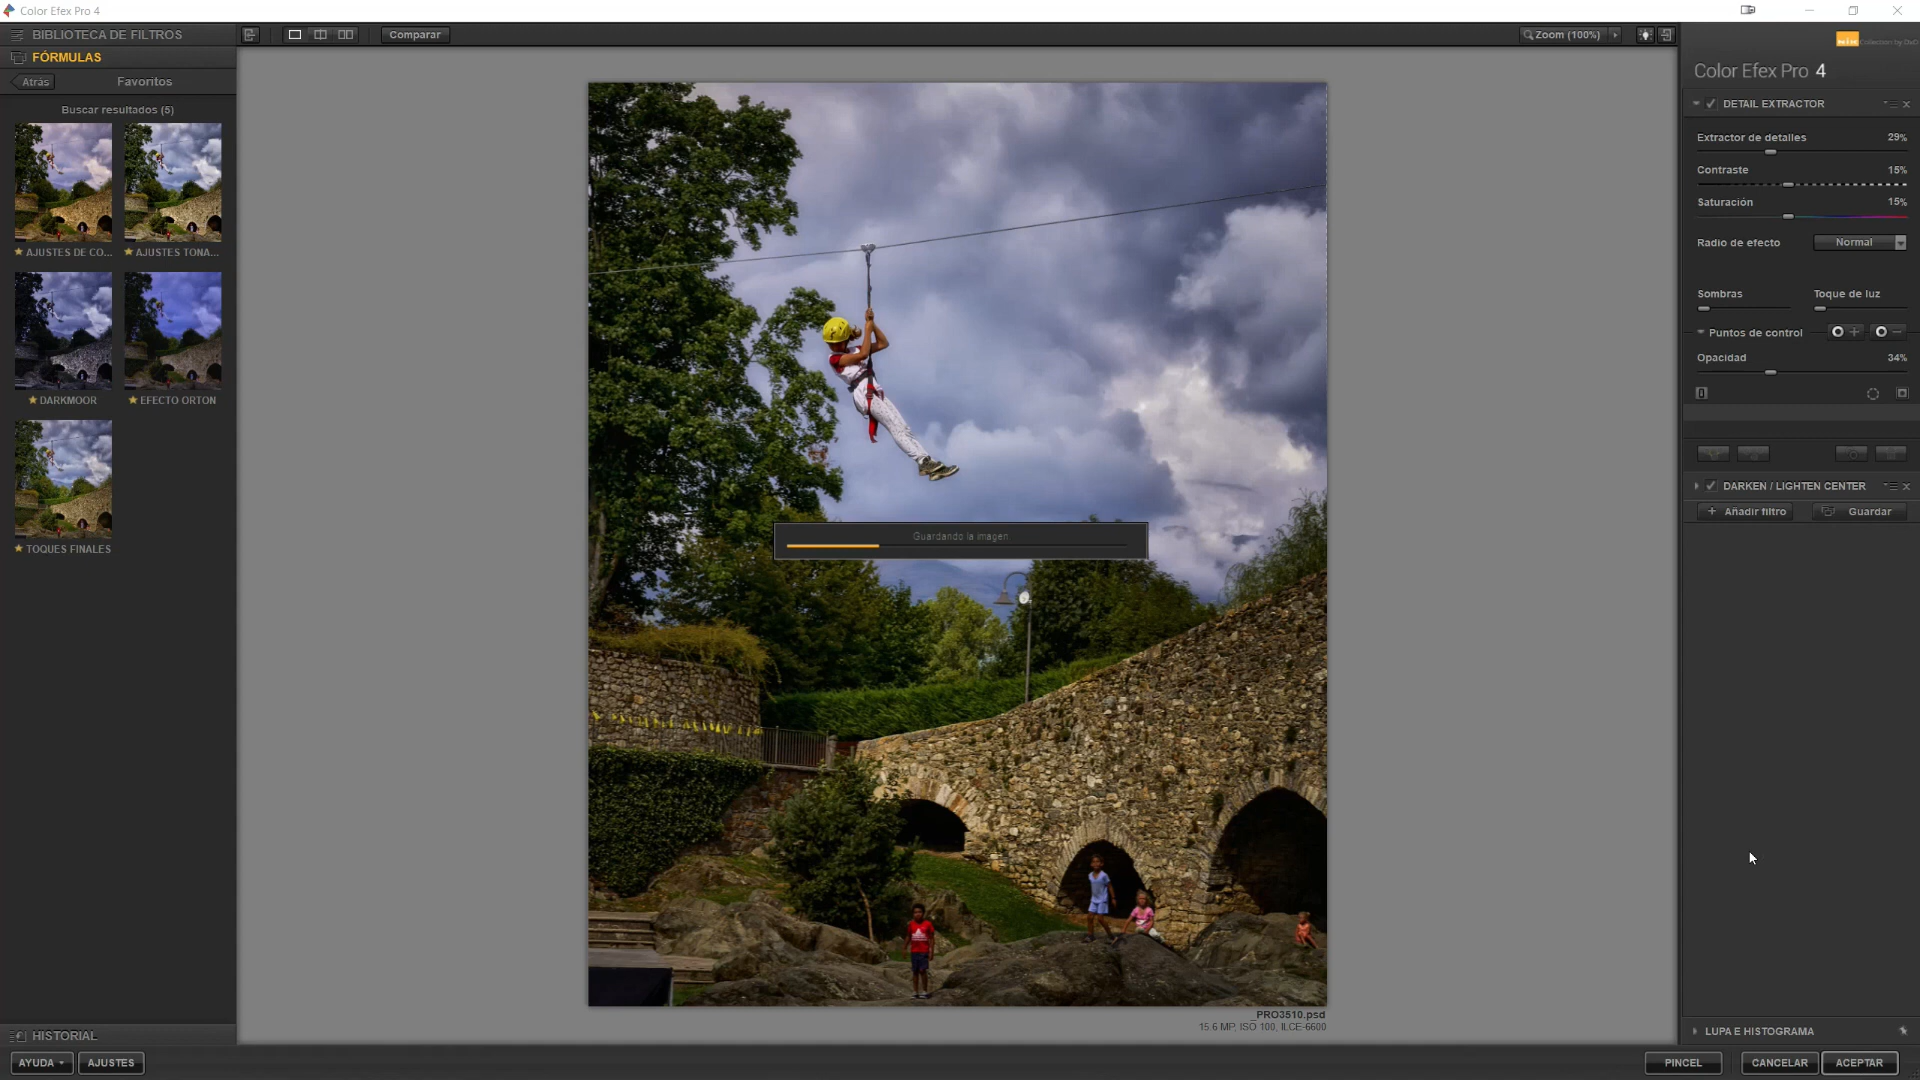 Color Efex Pro 4
BIBLIOTECA DE FILTROS
Comparar
Zoom (100%)
FÓRMULAS
Atrás
Favoritos
Buscar resultados (5)
AJUSTES DE CO...
AJUSTES TONA...
DARKMOOR
EFECTO ORTON
TOQUES FINALES
HISTORIAL
AYUDA
AJUSTES
Guardando la imagen
_PRO3510.psd
15.6 MP, ISO 100, ILCE-6600
Collection by DxO
Color Efex Pro 4
DETAIL EXTRACTOR
Extractor de detalles 29%
Contraste 15%
Saturación 15%
Radio de efecto Normal
Sombras Toque de luz
Puntos de control
Opacidad 34%
DARKEN / LIGHTEN CENTER
Añadir filtro Guardar
LUPA E HISTOGRAMA
PINCEL CANCELAR ACEPTAR